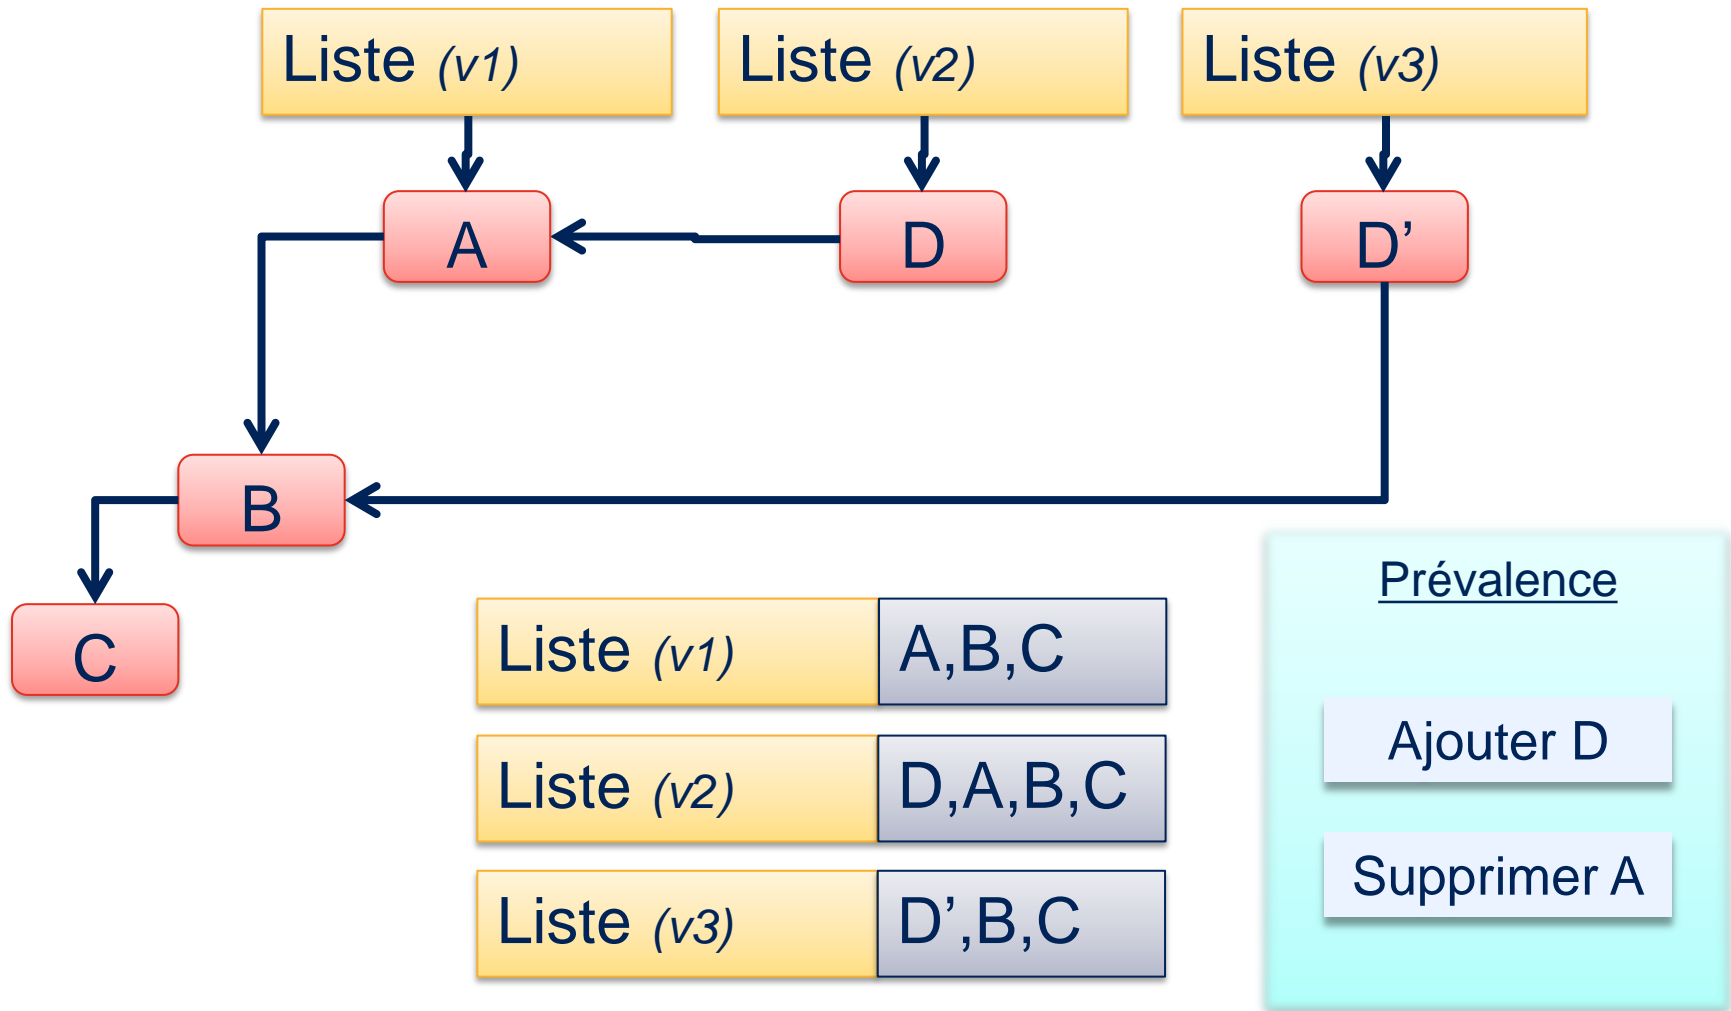 Liste (v1)
Liste (v2)
Liste (v3)
A
D
D’
B
C
Liste (v1) A,B,C
Liste (v2) D,A,B,C
Liste (v3) D’,B,C
Prévalence
Ajouter D
Supprimer A